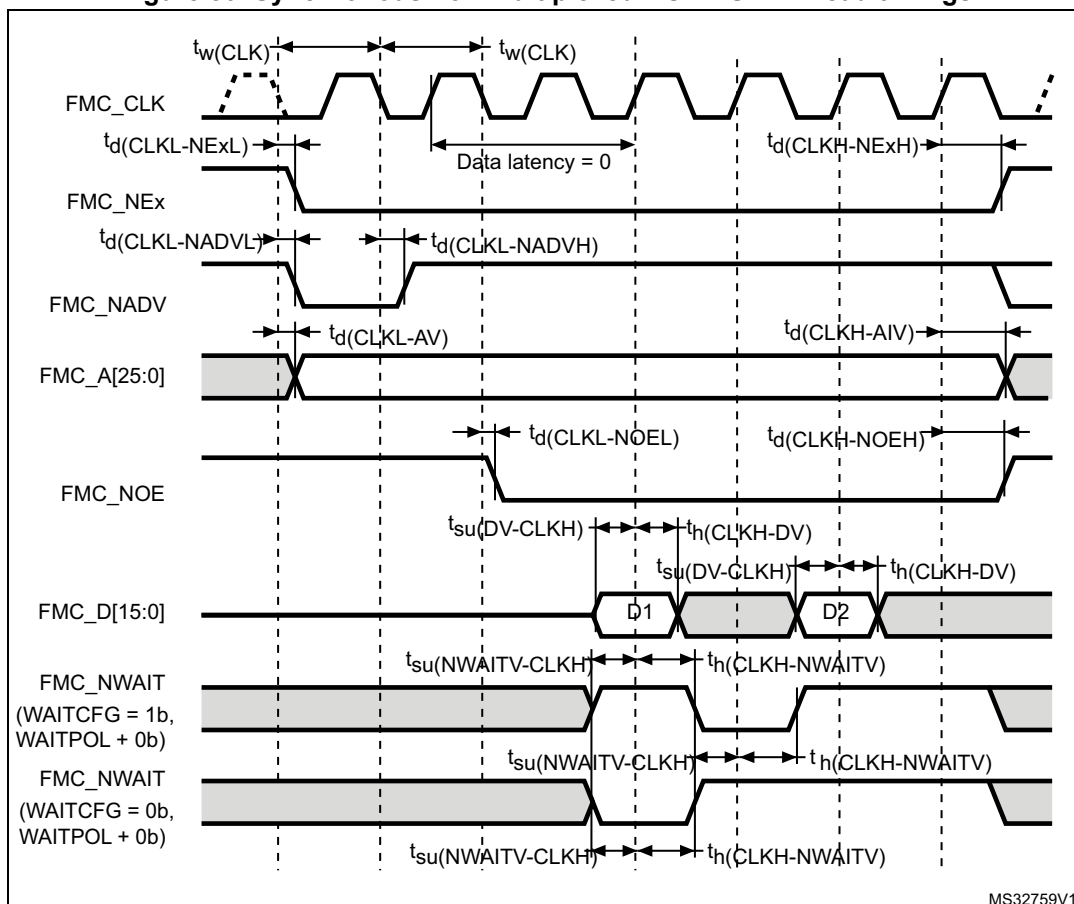 tw(CLK) tw(CLK)
FMC_CLK
td(CLKL-NExL) Data latency = 0 td(CLKH-NExH)
FMC_NEx
td(CLKL-NADVL) td(CLKL-NADVH)
FMC_NADV
td(CLKL-AV) td(CLKH-AIV)
FMC_A[25:0]
td(CLKL-NOEL) td(CLKH-NOEH)
FMC_NOE
tsu(DV-CLKH) th(CLKH-DV)
tsu(DV-CLKH) th(CLKH-DV)
FMC_D[15:0] D1 D2
tsu(NWAITV-CLKH) th(CLKH-NWAITV)
FMC_NWAIT
(WAITCFG = 1b,
WAITPOL + 0b)
tsu(NWAITV-CLKH) th(CLKH-NWAITV)
FMC_NWAIT
(WAITCFG = 0b,
WAITPOL + 0b)
tsu(NWAITV-CLKH) th(CLKH-NWAITV)
MS32759V1